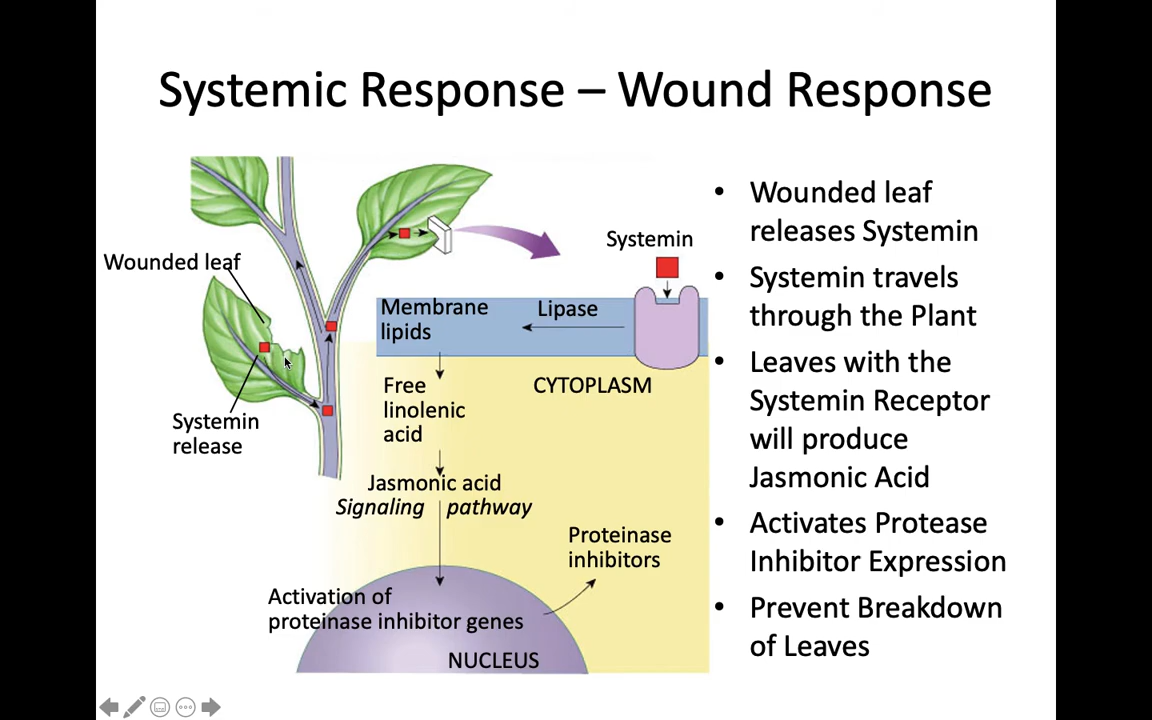 Systemic Response – Wound Response
Wounded leaf
Systemin
release
Systemin
Membrane
lipids
Lipase
CYTOPLASM
Free
linolenic
acid
Jasmonic acid
Signaling pathway
Proteinase
inhibitors
Activation of
proteinase inhibitor genes
NUCLEUS
• Wounded leaf
releases Systemin
• Systemin travels
through the Plant
• Leaves with the
Systemin Receptor
will produce
Jasmonic Acid
• Activates Protease
Inhibitor Expression
• Prevent Breakdown
of Leaves